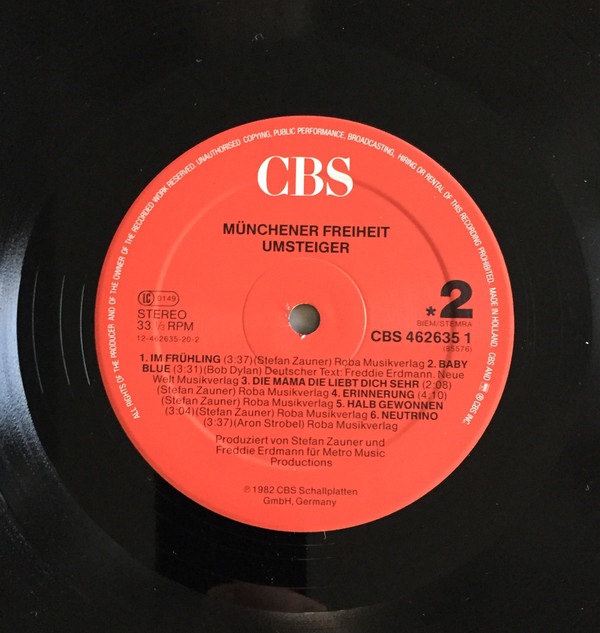 ALL RIGHTS OF THE PRODUCER AND OF THE OWNER OF THE RECORDED WORK RESERVED. UNAUTHORISED COPYING, PUBLIC PERFORMANCE, BROADCASTING, HIRING OR RENTAL OF THIS RECORDING PROHIBITED. MADE IN HOLLAND. CBS AND ℗ CBS INC.
CBS
MÜNCHENER FREIHEIT
UMSTEIGER
LC 0149
STEREO
33 1/3 RPM
12-462635-20-2
*2
StEM/STEMRA
CBS 462635 1
(85576)
1. IM FRÜHLING (3:37)(Stefan Zauner) Roba Musikverlag 2. BABY
BLUE (3:31)(Bob Dylan) Deutscher Text: Freddie Erdmann. Neue
Welt Musikverlag 3. DIE MAMA DIE LIEBT DICH SEHR (2:08)
(Stefan Zauner) Roba Musikverlag 4. ERINNERUNG (4:10)
(Stefan Zauner) Roba Musikverlag 5. HALB GEWONNEN
(3:04)(Stefan Zauner) Roba Musikverlag 6. NEUTRINO
(3:37)(Aron Strobel) Roba Musikverlag
Produziert von Stefan Zauner und
Freddie Erdmann für Metro Music
Productions
℗ 1982 CBS Schallplatten
GmbH, Germany